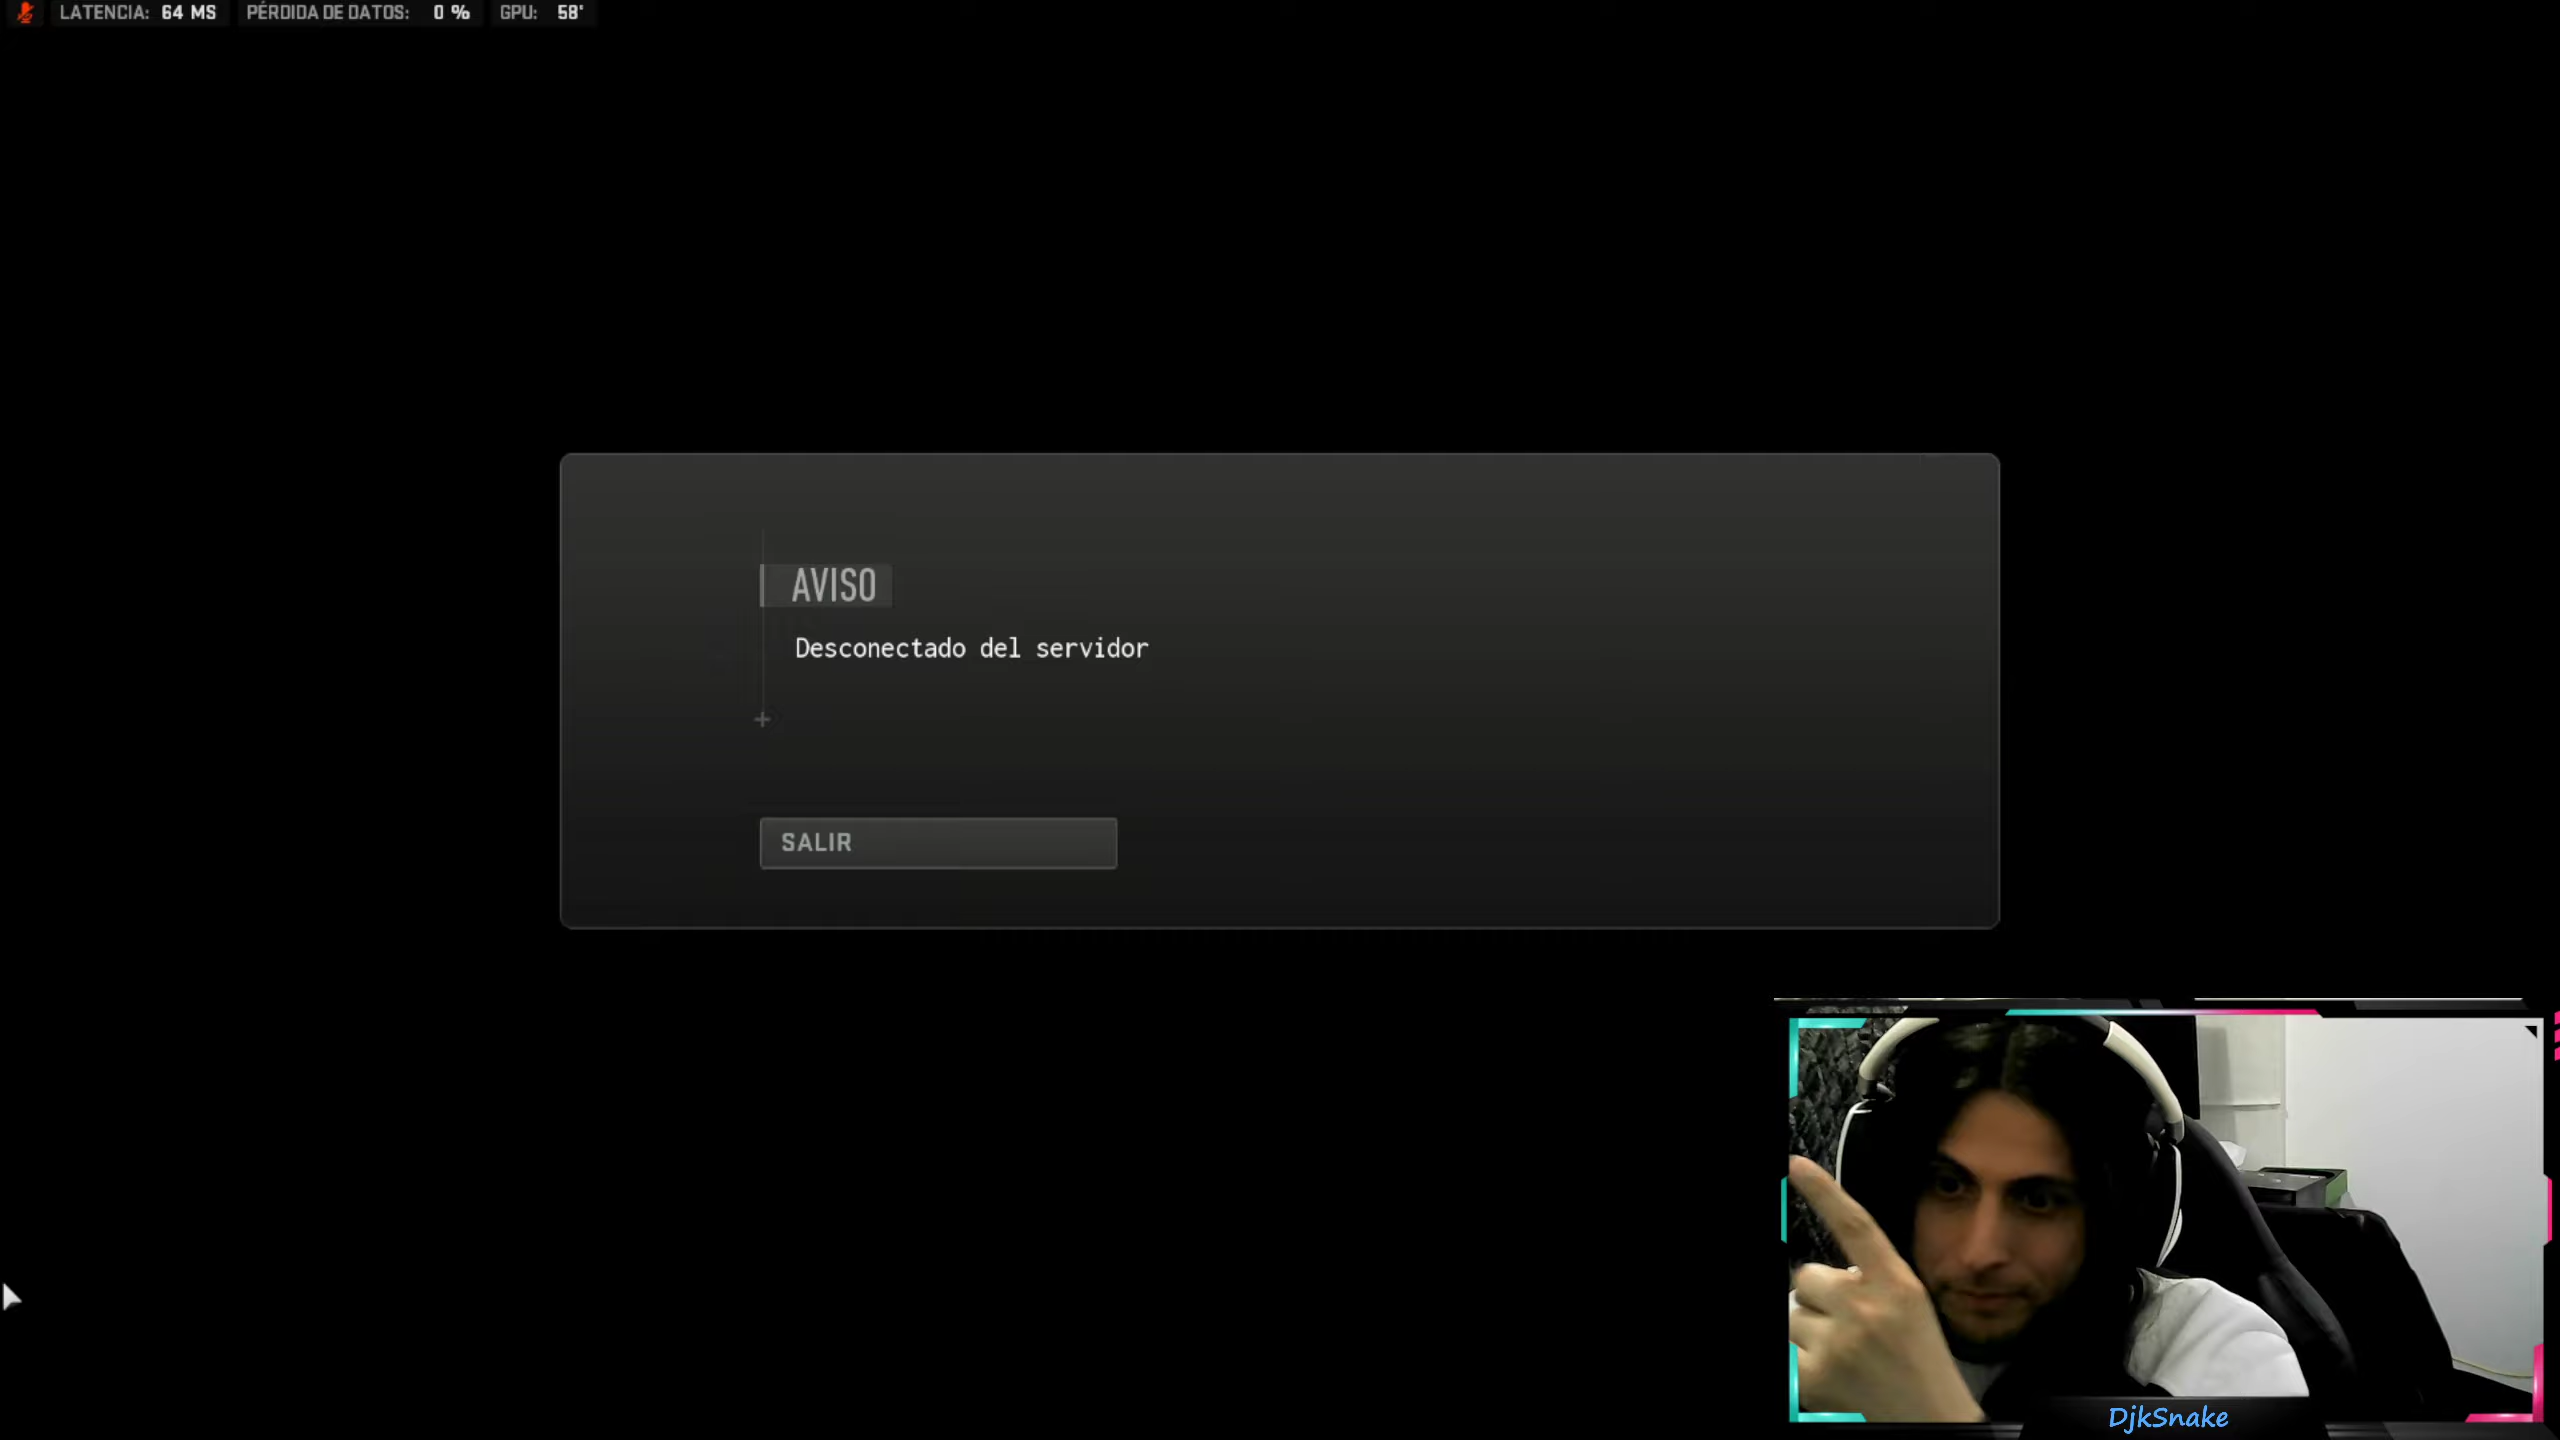 LATENCIA: 64 MS PÉRDIDA DE DATOS: 0 % GPU: 58°
AVISO
Desconectado del servidor
SALIR
DjkSnake